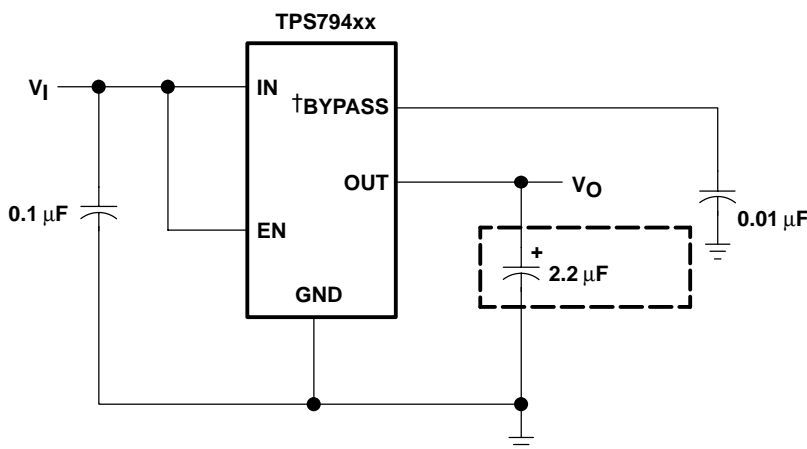 TPS794xx
VI
IN
†BYPASS
OUT
VO
0.1 µF
0.01 µF
EN
+
2.2 µF
GND